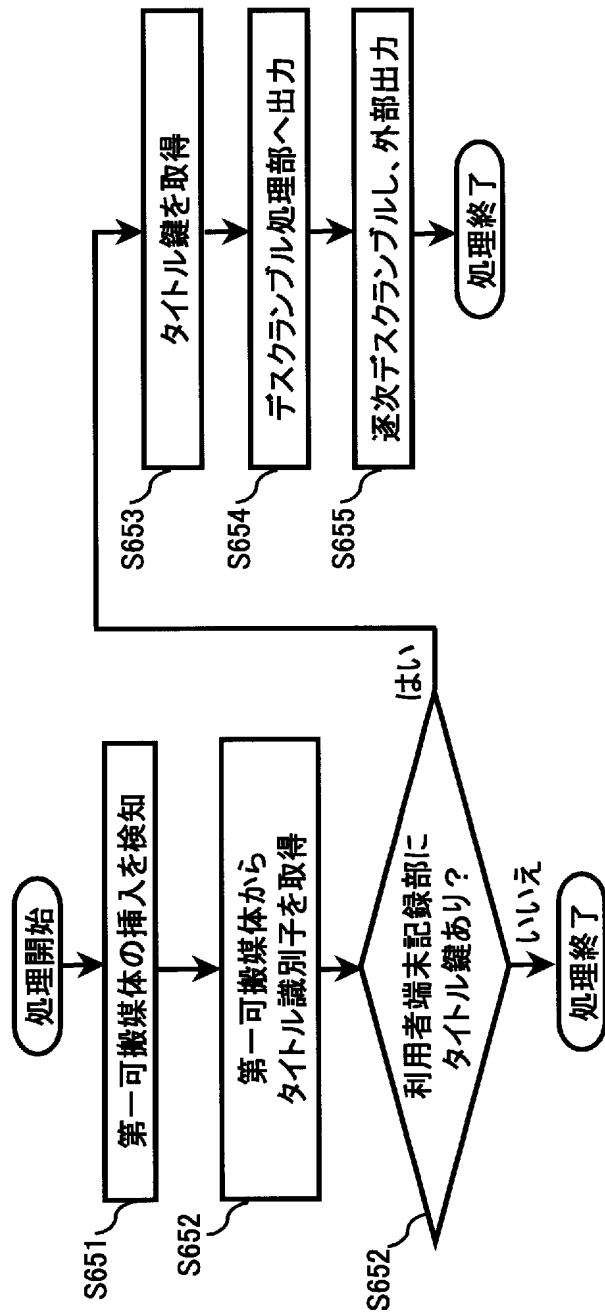 処理開始
第一可搬媒体の挿入を検知
S651
第一可搬媒体から
タイトル識別子を取得
S652
利用者端末記録部に
タイトル鍵あり?
S652
はい
いいえ
処理終了
タイトル鍵を取得
S653
デスクランブル処理部へ出力
S654
逐次デスクランブルし、外部出力
S655
処理終了